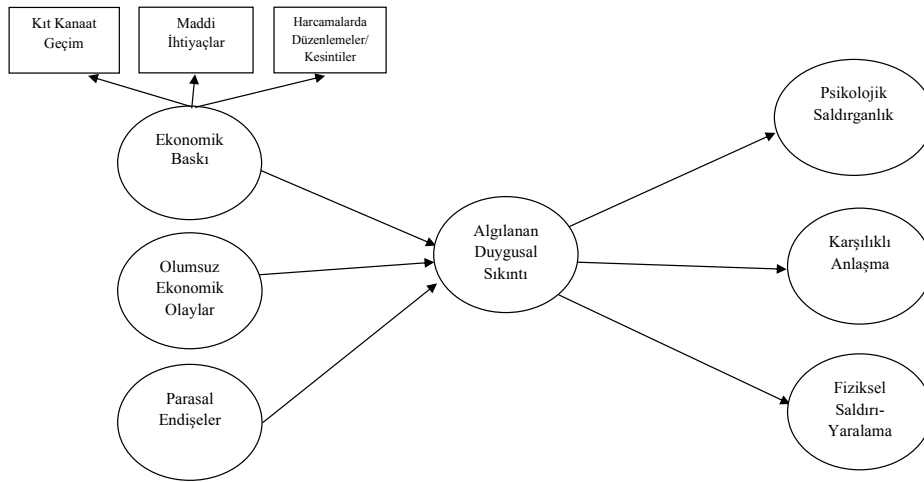 Kıt Kanaat
Geçim
Maddi
İhtiyaçlar
Harcamalarda
Düzenlemeler/
Kesintiler
Ekonomik
Baskı
Olumsuz
Ekonomik
Olaylar
Parasal
Endişeler
Algılanan
Duygusal
Sıkıntı
Psikolojik
Saldırganlık
Karşılıklı
Anlaşma
Fiziksel
Saldırı-
Yaralama